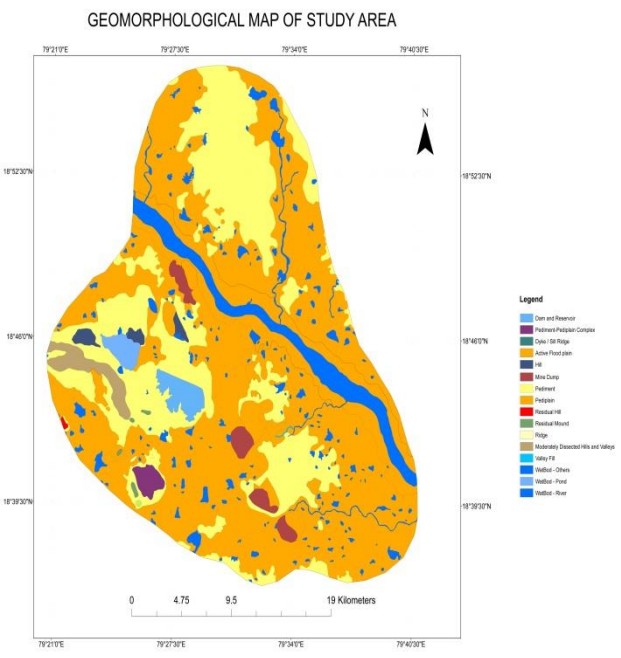 GEOMORPHOLOGICAL MAP OF STUDY AREA
79°21'0"E 79°27'30"E 79°34'0"E 79°40'30"E
N
18°52'30"N 18°52'30"N
18°46'0"N 18°46'0"N
Legend
Dam and Reservoir
Pediment-Pediplain Complex
Dyke / Sill Ridge
Active Flood plain
Hill
Mine Dump
Pediment
Pediplain
Residual Hill
Residual Mound
Ridge
Moderately Dissected Hills and Valleys
Valley Fill
WatBod - Others
WatBod - Pond
WatBod - River
18°39'30"N 18°39'30"N
0 4.75 9.5 19 Kilometers
79°21'0"E 79°27'30"E 79°34'0"E 79°40'30"E